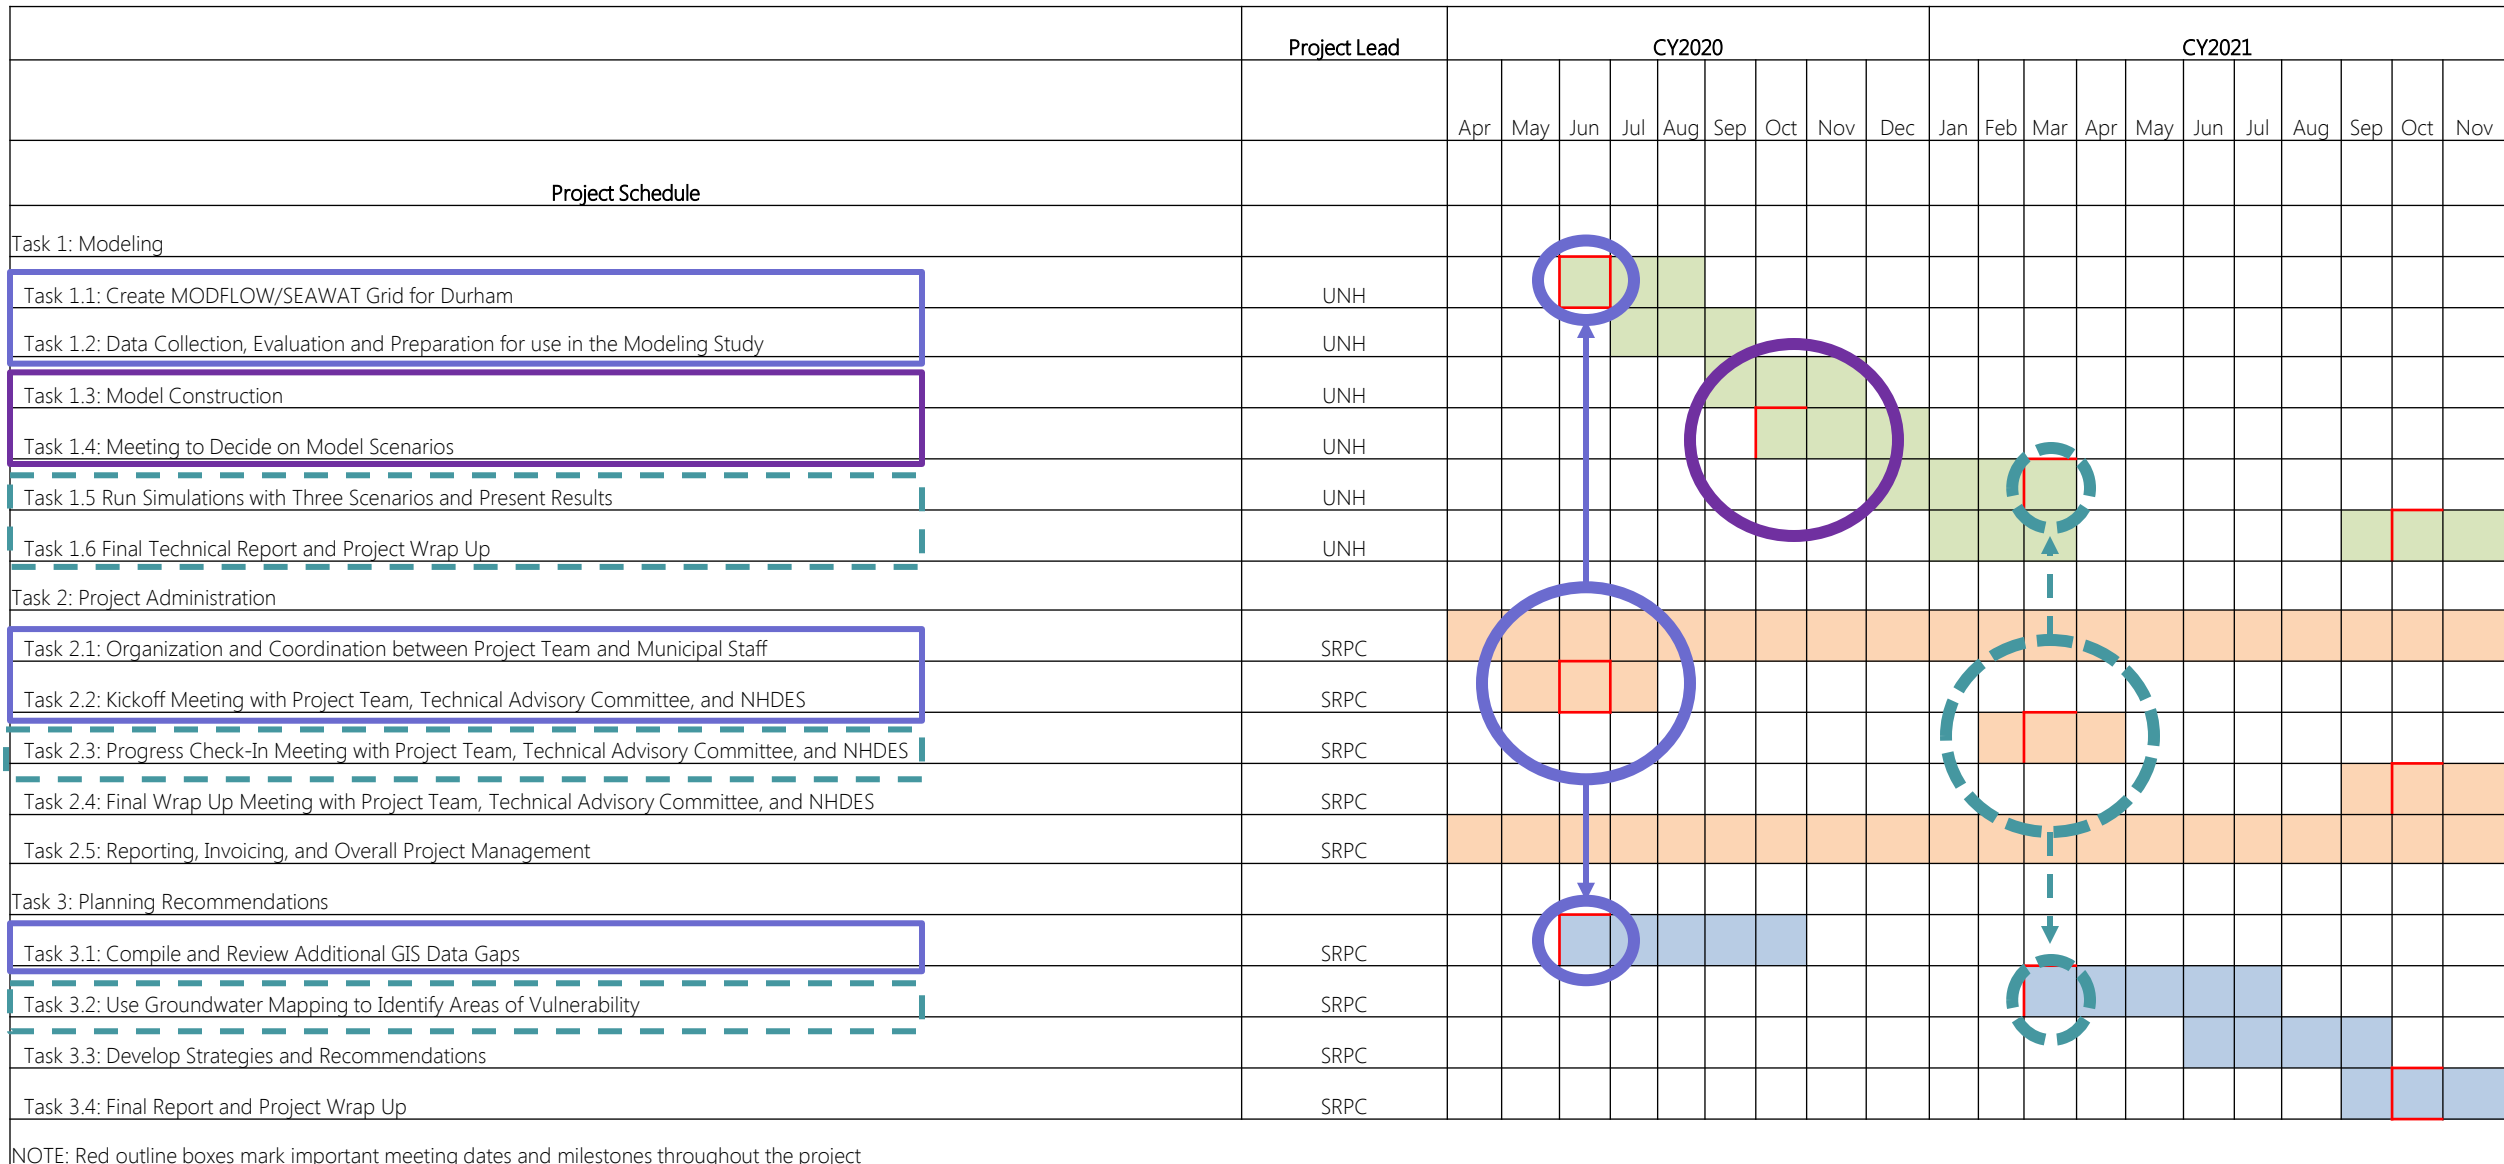 Project Lead CY2020 CY2021
Apr May Jun Jul Aug Sep Oct Nov Dec Jan Feb Mar Apr May Jun Jul Aug Sep Oct Nov
Project Schedule
Task 1: Modeling
Task 1.1: Create MODFLOW/SEAWAT Grid for Durham UNH
Task 1.2: Data Collection, Evaluation and Preparation for use in the Modeling Study UNH
Task 1.3: Model Construction UNH
Task 1.4: Meeting to Decide on Model Scenarios UNH
Task 1.5 Run Simulations with Three Scenarios and Present Results UNH
Task 1.6 Final Technical Report and Project Wrap Up UNH
Task 2: Project Administration
Task 2.1: Organization and Coordination between Project Team and Municipal Staff SRPC
Task 2.2: Kickoff Meeting with Project Team, Technical Advisory Committee, and NHDES SRPC
Task 2.3: Progress Check-In Meeting with Project Team, Technical Advisory Committee, and NHDES SRPC
Task 2.4: Final Wrap Up Meeting with Project Team, Technical Advisory Committee, and NHDES SRPC
Task 2.5: Reporting, Invoicing, and Overall Project Management SRPC
Task 3: Planning Recommendations
Task 3.1: Compile and Review Additional GIS Data Gaps SRPC
Task 3.2: Use Groundwater Mapping to Identify Areas of Vulnerability SRPC
Task 3.3: Develop Strategies and Recommendations SRPC
Task 3.4: Final Report and Project Wrap Up SRPC
NOTE: Red outline boxes mark important meeting dates and milestones throughout the project